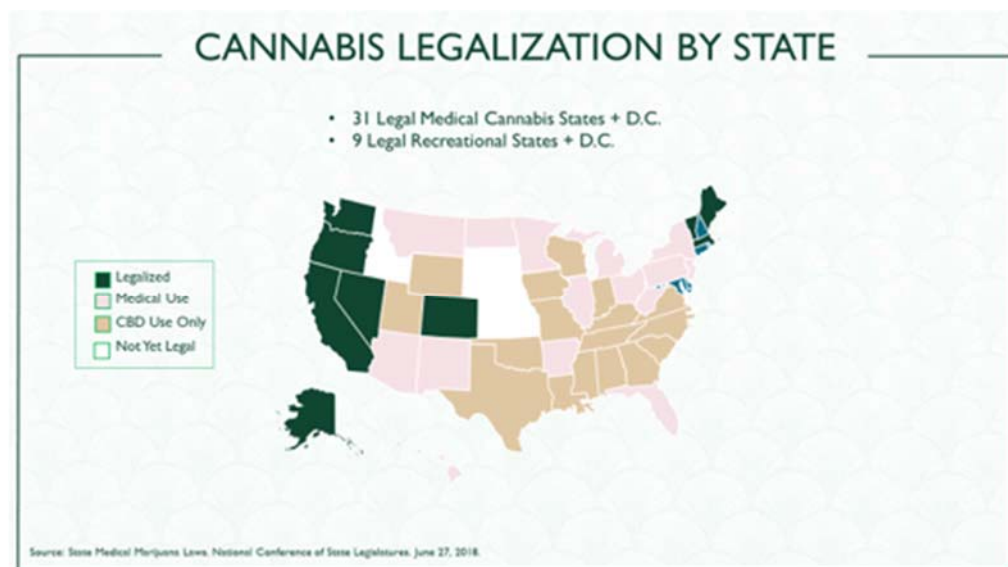 CANNABIS LEGALIZATION BY STATE
• 31 Legal Medical Cannabis States + D.C.
• 9 Legal Recreational States + D.C.
Legalized
Medical Use
CBD Use Only
Not Yet Legal
Source: State Medical Marijuana Laws. National Conference of State Legislatures. June 27, 2018.